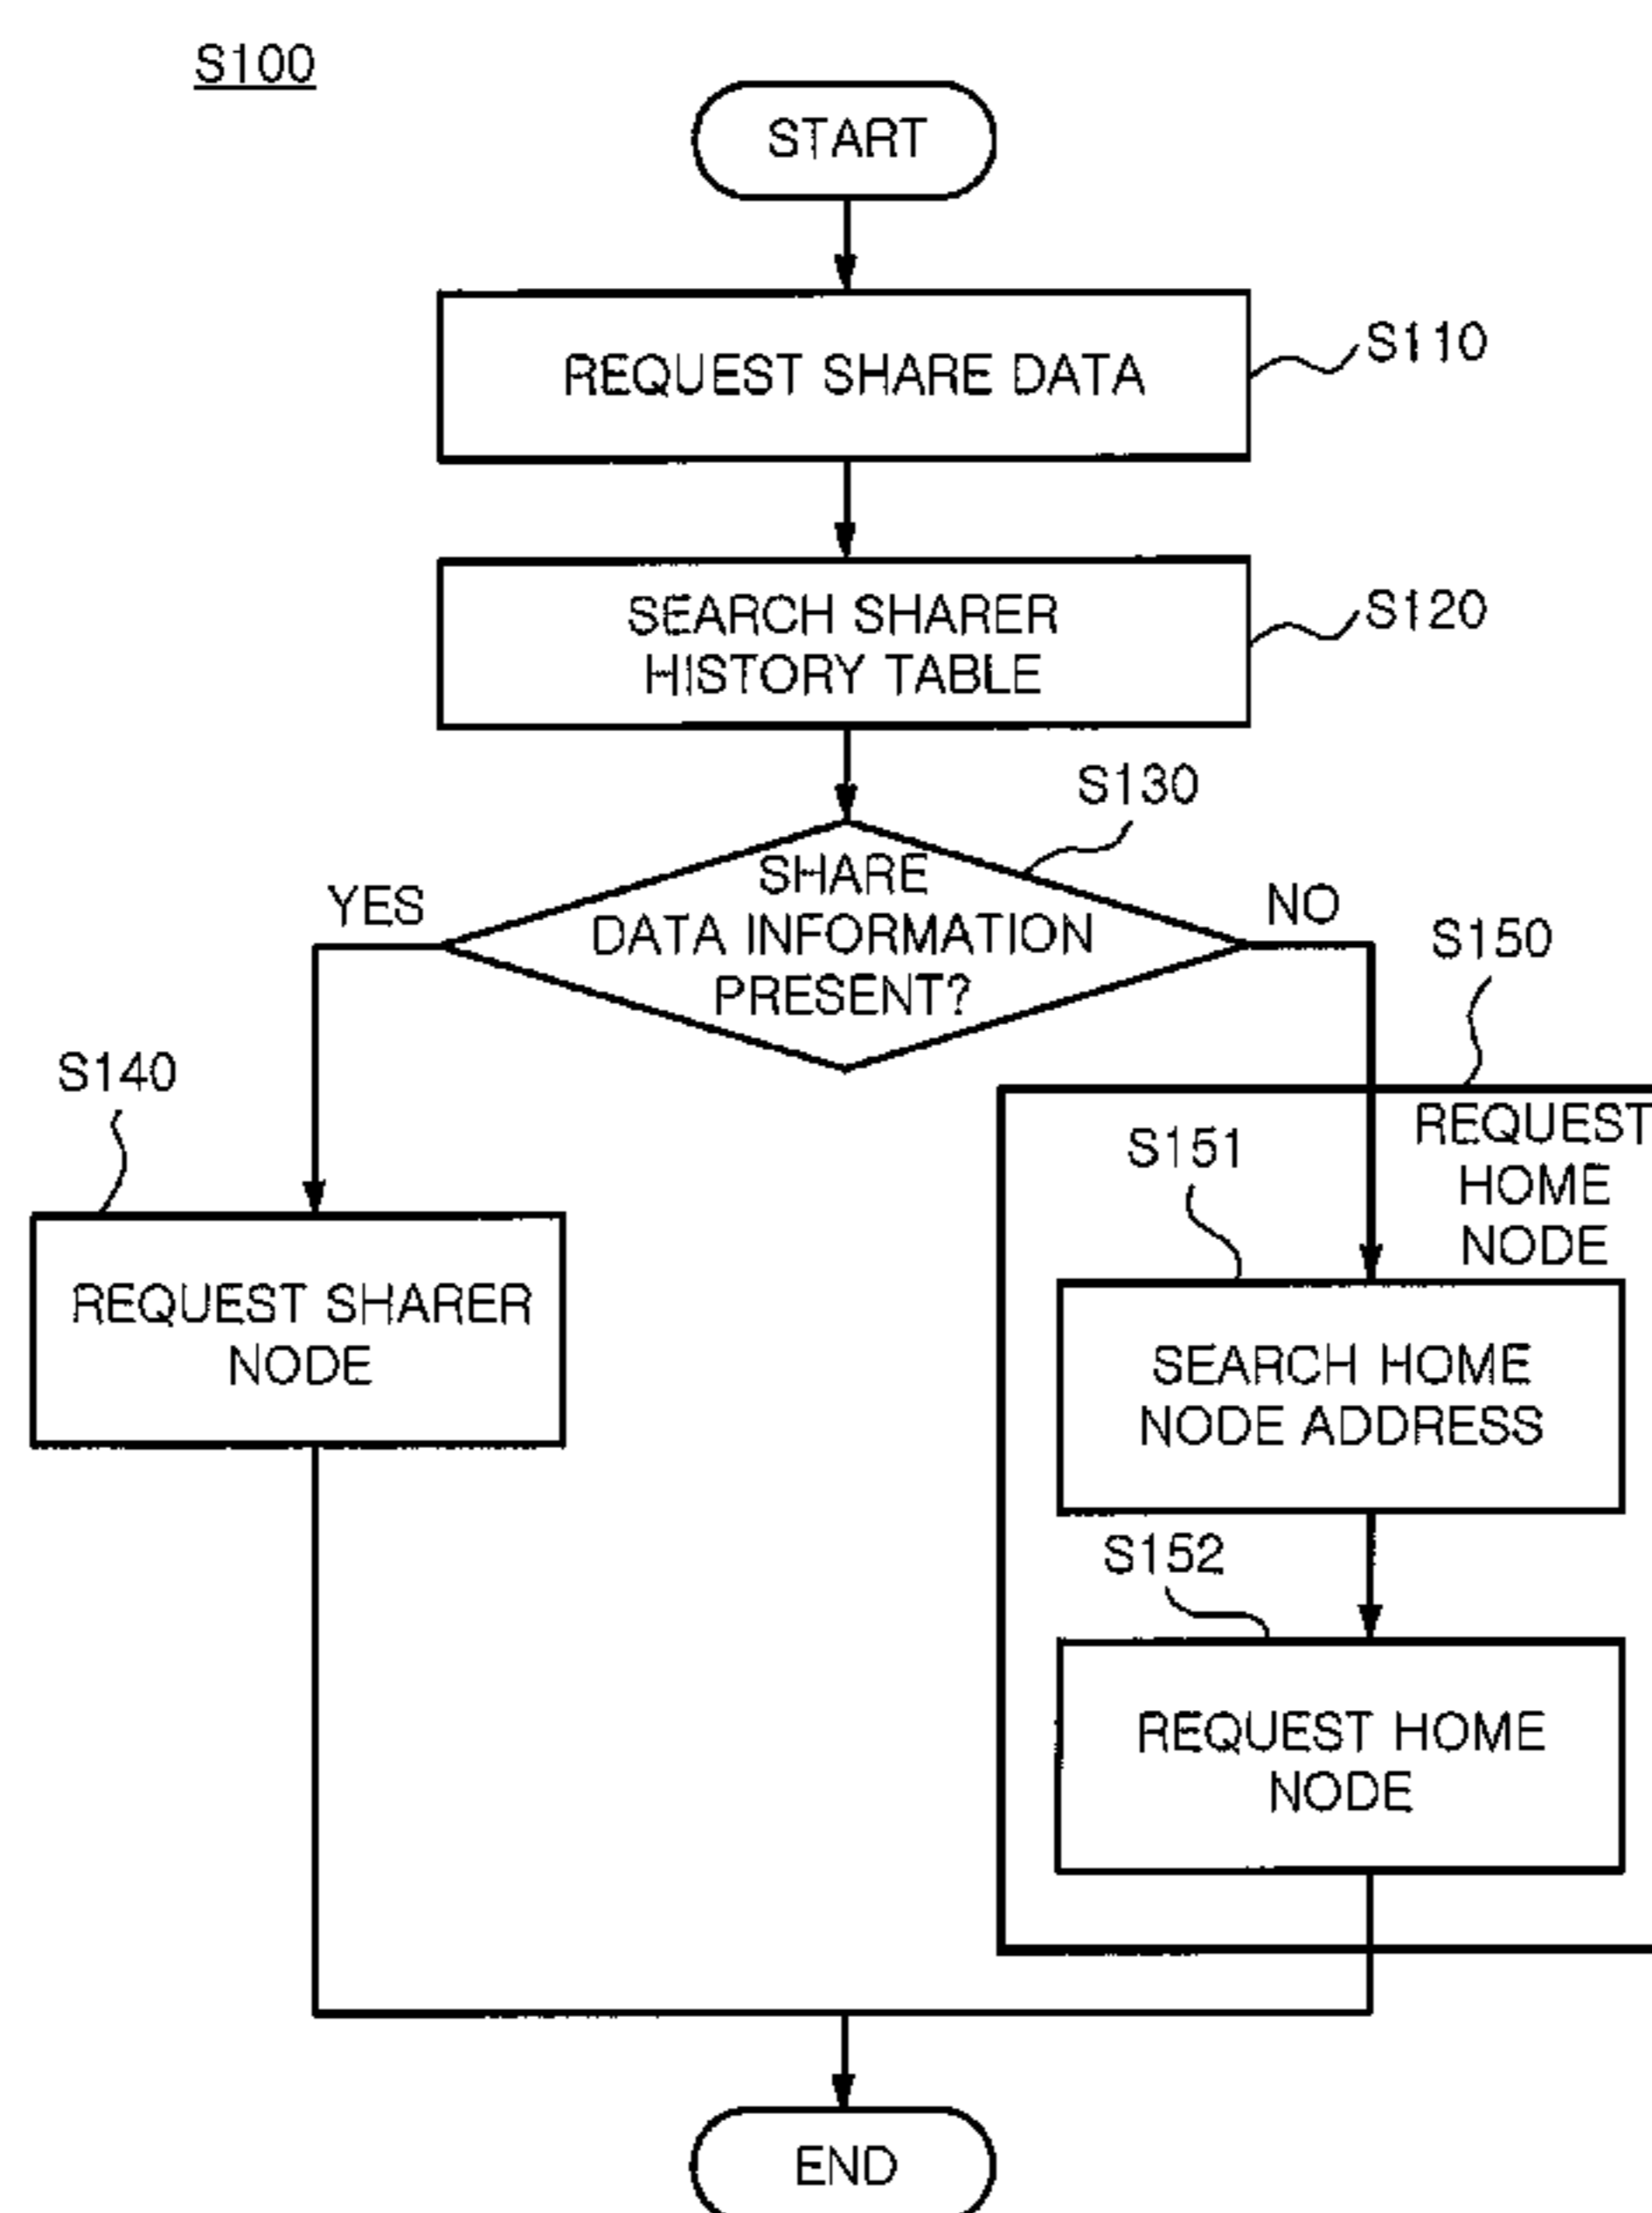 S100
START
REQUEST SHARE DATA
S110
SEARCH SHARER
HISTORY TABLE
S120
S130
SHARE
DATA INFORMATION
PRESENT?
YES
NO
S150
S140
REQUEST
HOME
NODE
S151
REQUEST SHARER
NODE
SEARCH HOME
NODE ADDRESS
S152
REQUEST HOME
NODE
END